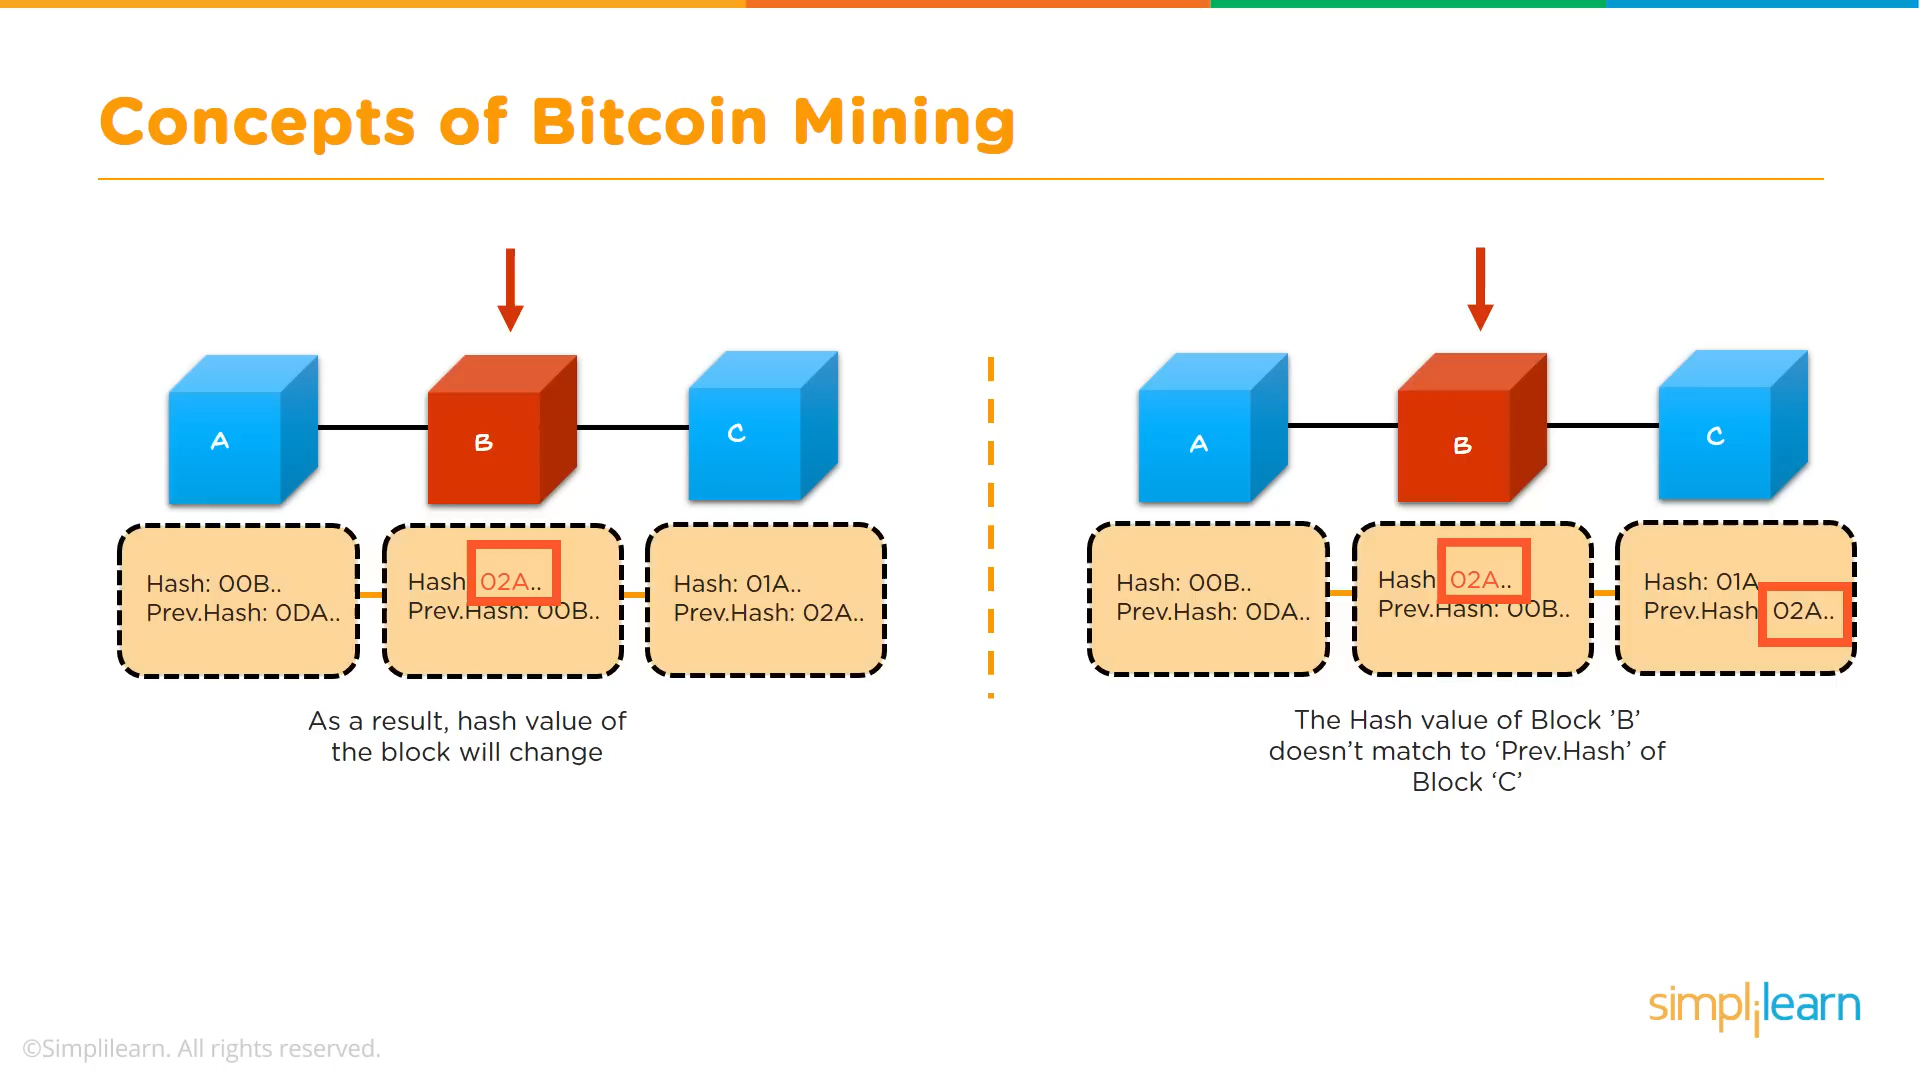 Concepts of Bitcoin Mining
A
B
C
Hash: 00B..
Prev.Hash: 0DA..
Hash 02A..
Prev.Hash: 00B..
Hash: 01A..
Prev.Hash: 02A..
As a result, hash value of
the block will change
A
B
C
Hash: 00B..
Prev.Hash: 0DA..
Hash 02A..
Prev.Hash: 00B..
Hash: 01A
Prev.Hash 02A..
The Hash value of Block ’B’
doesn’t match to ‘Prev.Hash’ of
Block ‘C’
simplilearn
©Simplilearn. All rights reserved.